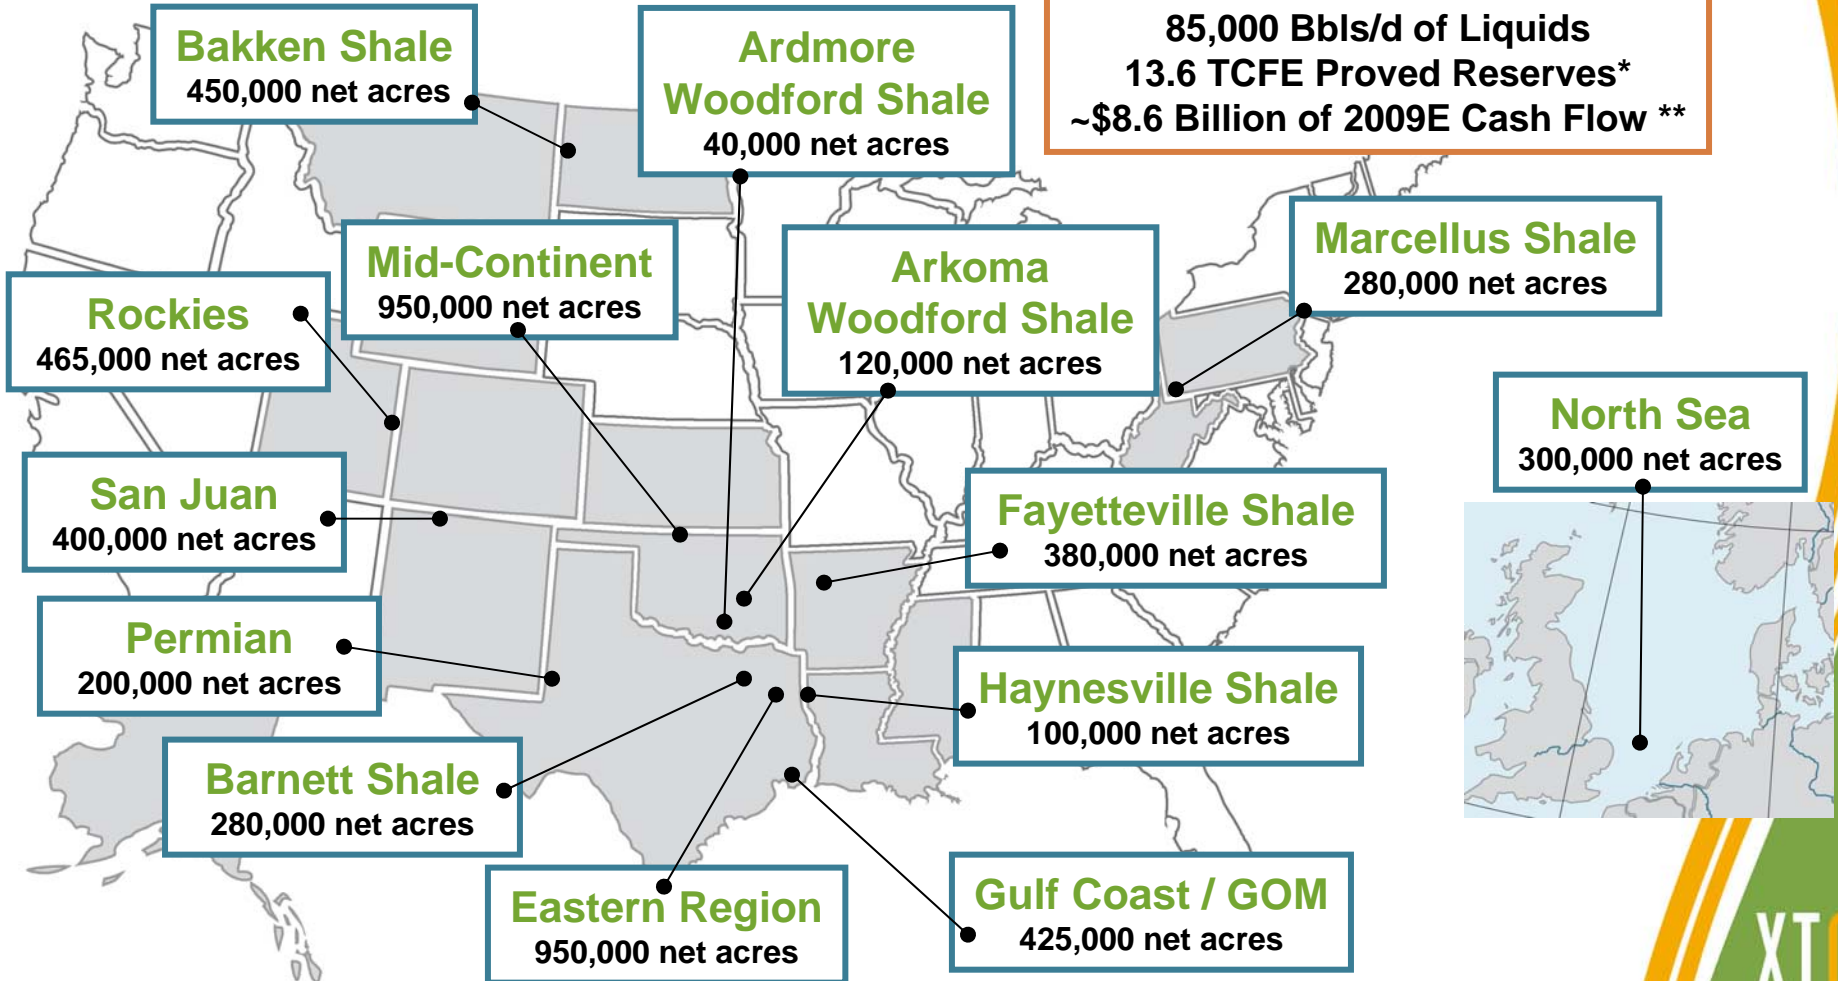 85,000 Bbls/d of Liquids
13.6 TCFE Proved Reserves*
~$8.6 Billion of 2009E Cash Flow **
Bakken Shale
450,000 net acres
Ardmore
Woodford Shale
40,000 net acres
Marcellus Shale
280,000 net acres
Mid-Continent
950,000 net acres
Arkoma
Woodford Shale
120,000 net acres
Rockies
465,000 net acres
North Sea
300,000 net acres
San Juan
400,000 net acres
Fayetteville Shale
380,000 net acres
Permian
200,000 net acres
Haynesville Shale
100,000 net acres
Barnett Shale
280,000 net acres
Eastern Region
950,000 net acres
Gulf Coast / GOM
425,000 net acres
XT